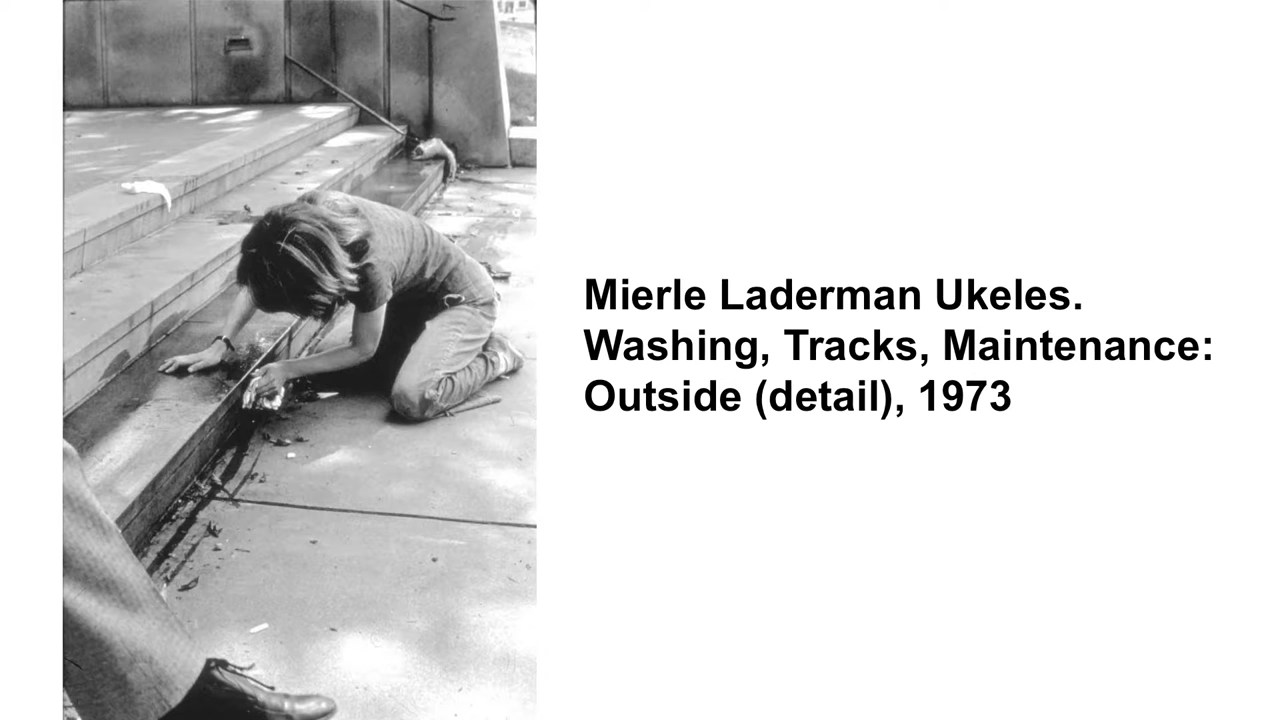 Mierle Laderman Ukeles.
Washing, Tracks, Maintenance:
Outside (detail), 1973